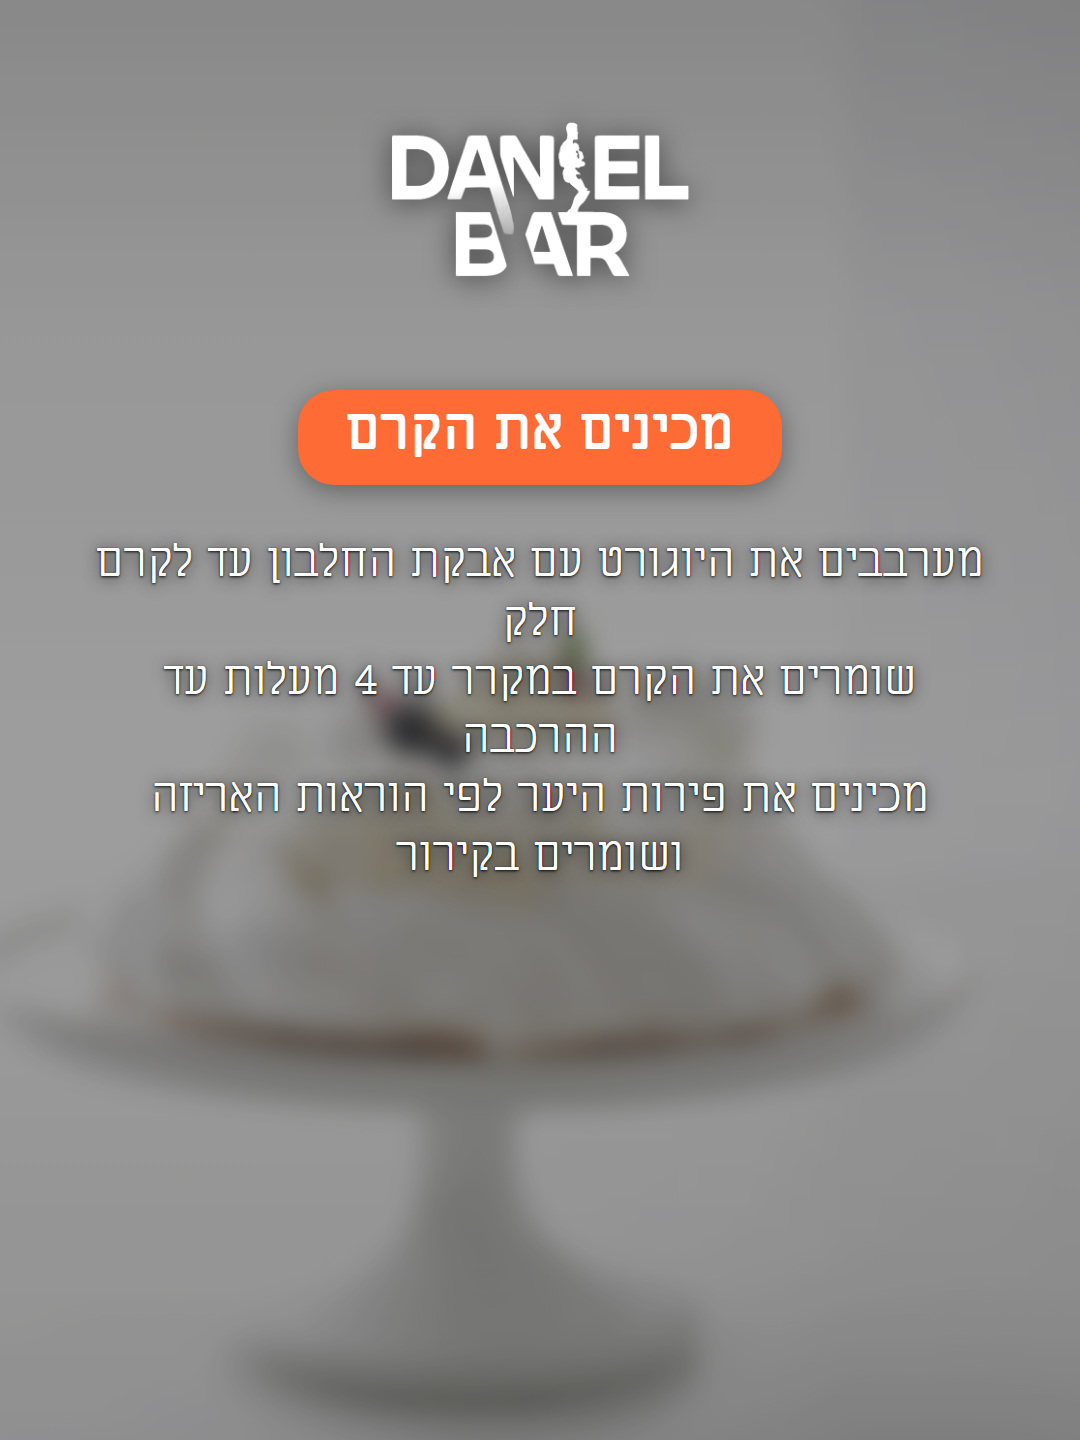 DANIEL
BAR
מכינים את הקרם
מערבבים את היוגורט עם אבקת החלבון עד לקרם
חלק
שומרים את הקרם במקרר עד 4 מעלות עד
ההרכבה
מכינים את פירות היער לפי הוראות האריזה
ושומרים בקירור